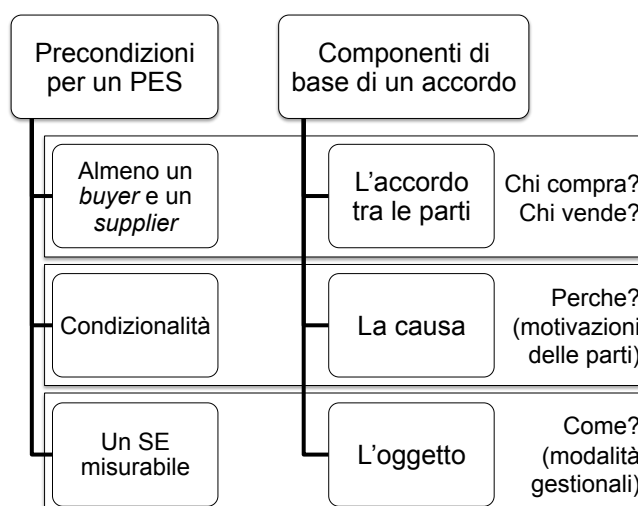 Precondizioni
per un PES
Componenti di
base di un accordo
Almeno un
buyer e un
supplier
L'accordo
tra le parti
Chi compra?
Chi vende?
Condizionalità
La causa
Perche?
(motivazioni
delle parti)
Un SE
misurabile
L'oggetto
Come?
(modalità
gestionali)